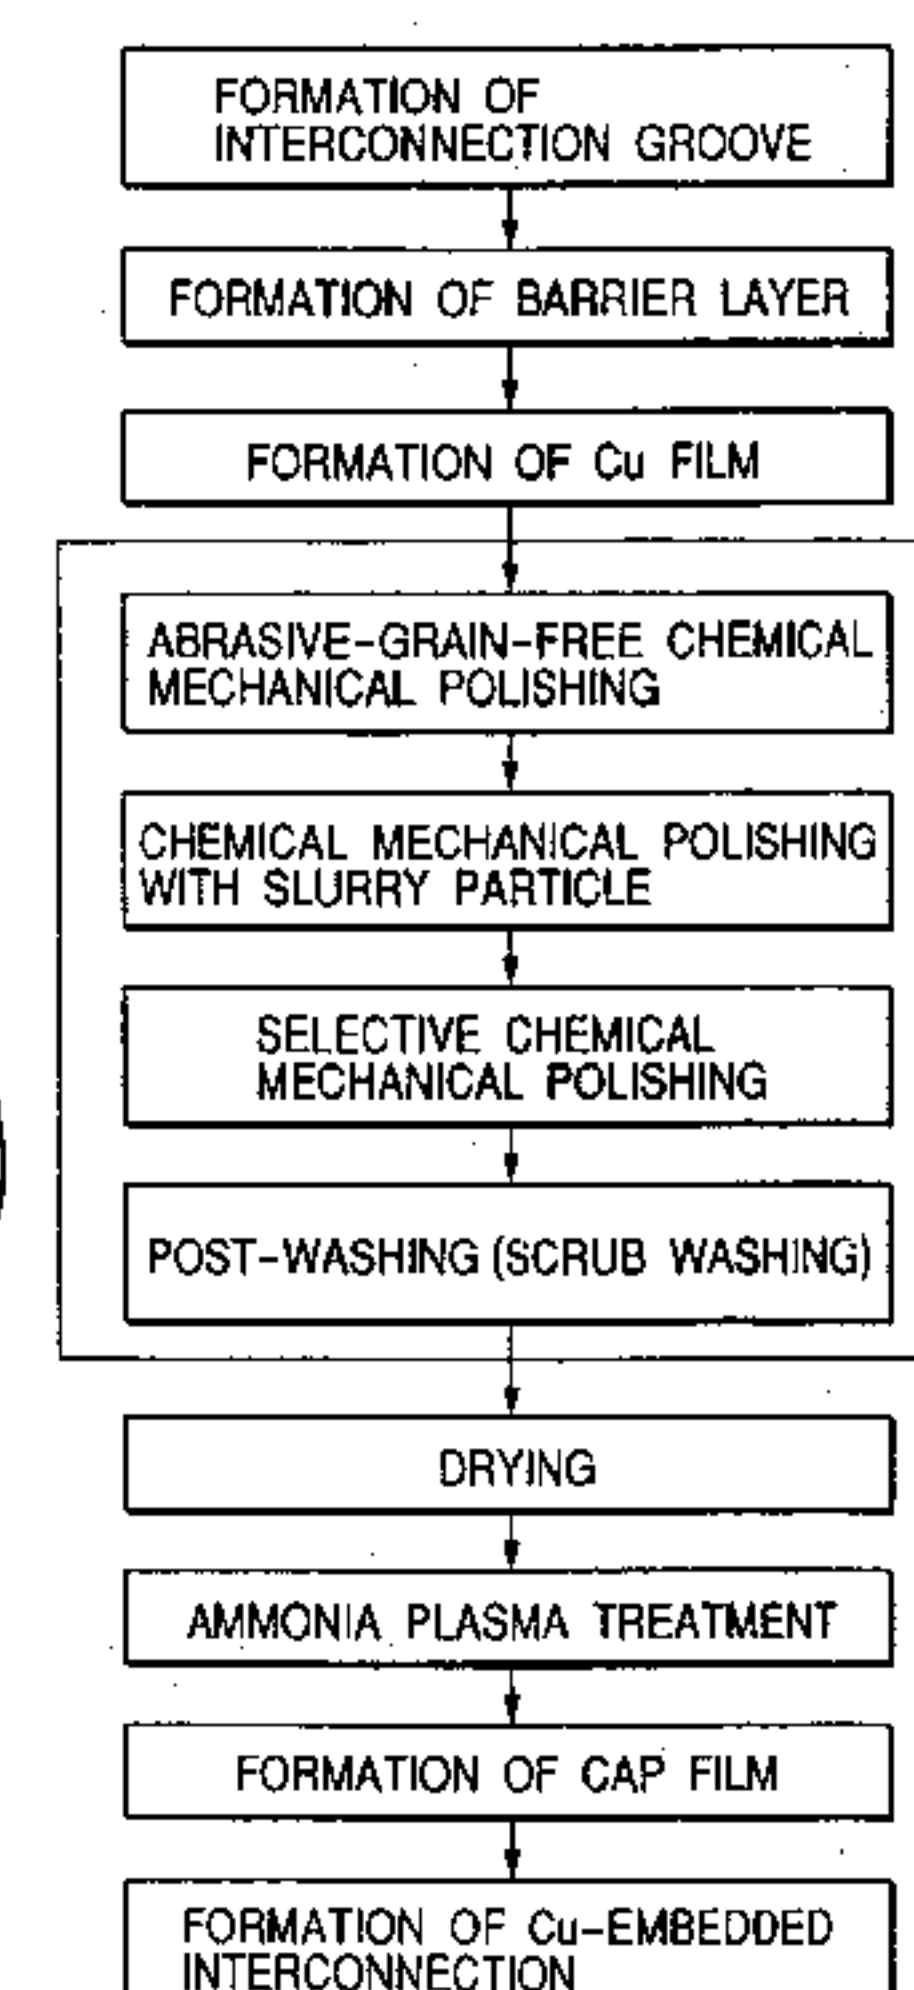 FORMATION OF
INTERCONNECTION GROOVE
FORMATION OF BARRIER LAYER
FORMATION OF Cu FILM
ABRASIVE-GRAIN-FREE CHEMICAL
MECHANICAL POLISHING
CHEMICAL MECHANICAL POLISHING
WITH SLURRY PARTICLE
SELECTIVE CHEMICAL
MECHANICAL POLISHING
POST-WASHING (SCRUB WASHING)
DRYING
AMMONIA PLASMA TREATMENT
FORMATION OF CAP FILM
FORMATION OF Cu-EMBEDDED
INTERCONNECTION